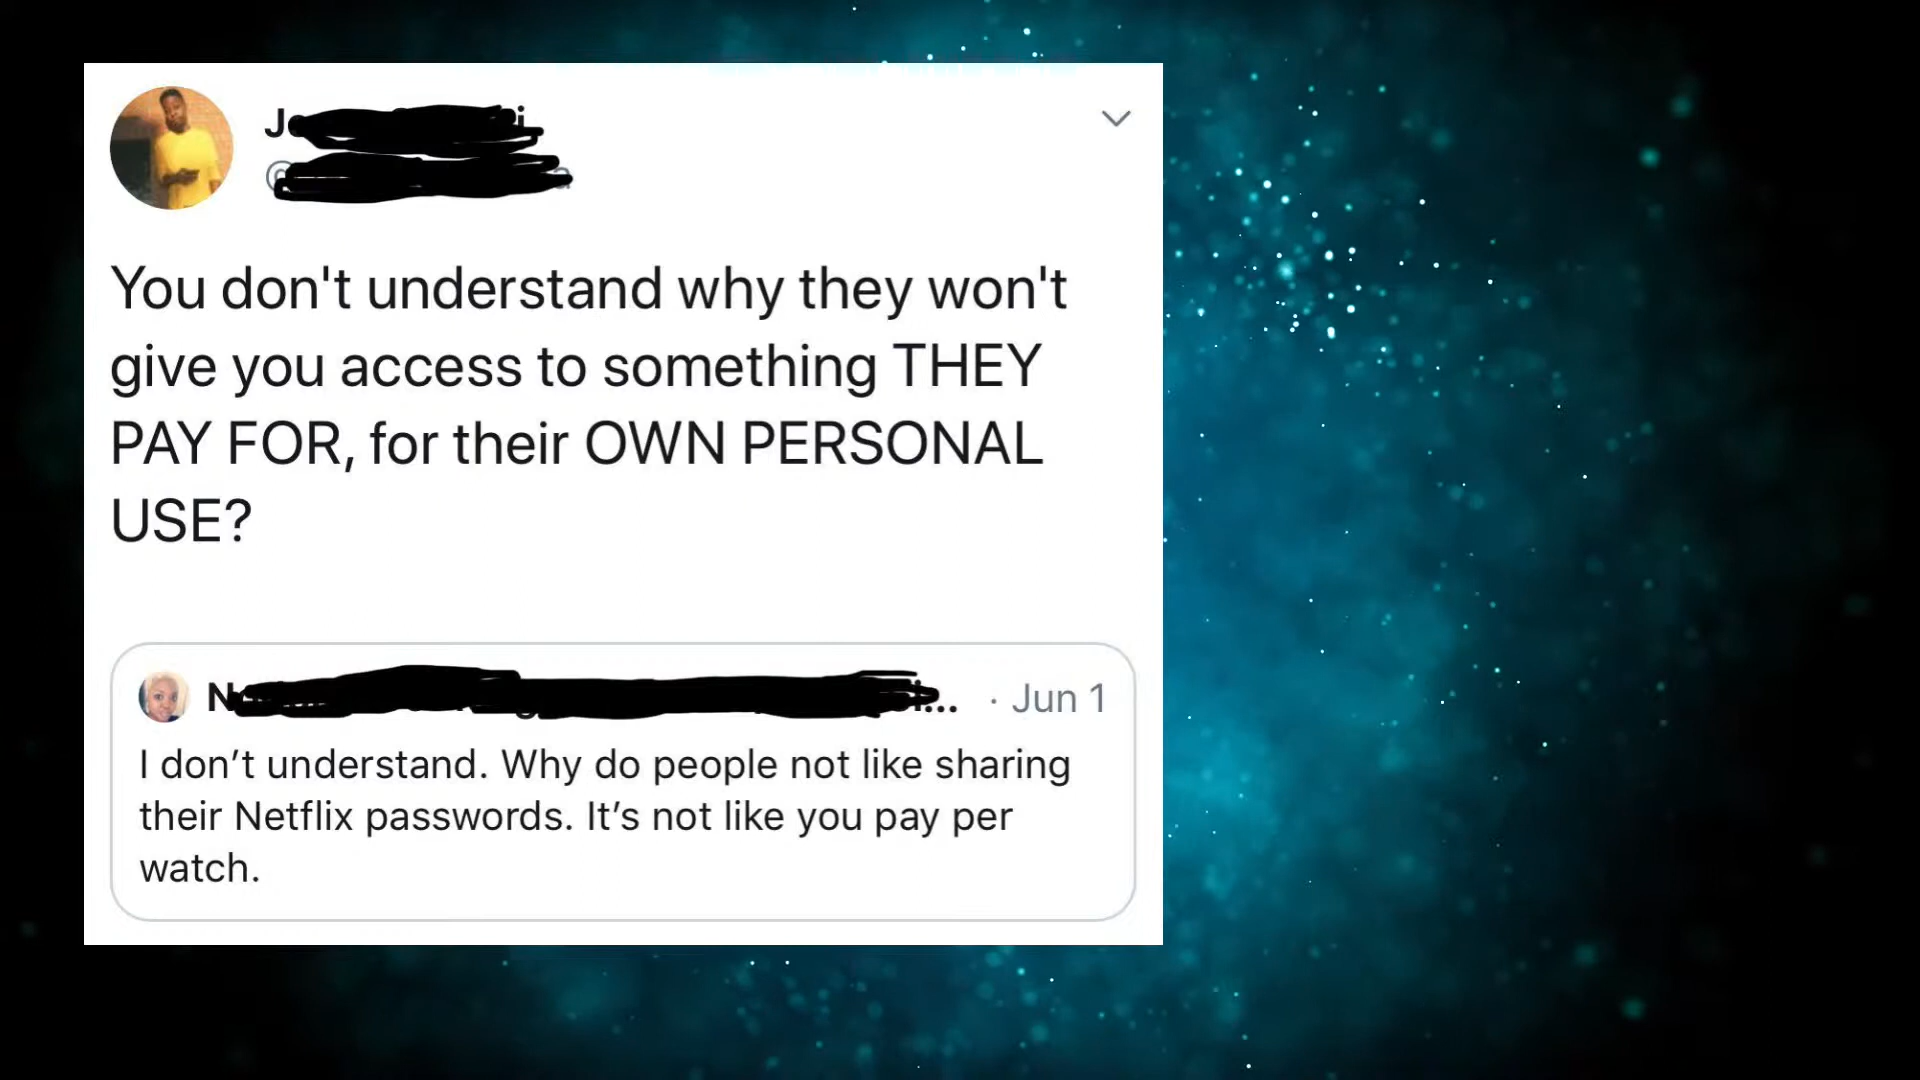 You don't understand why they won't
give you access to something THEY
PAY FOR, for their OWN PERSONAL
USE?
· Jun 1
I don’t understand. Why do people not like sharing
their Netflix passwords. It’s not like you pay per
watch.